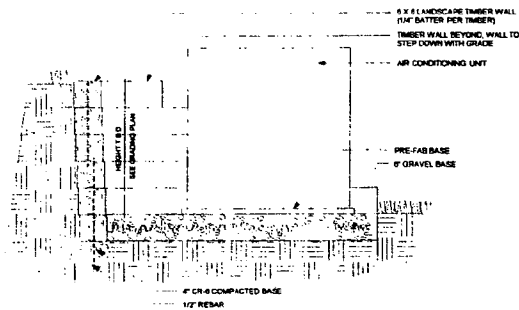 6 X 6 LANDSCAPE TIMBER WALL
(1/4" BATTER PER TIMBER)
TIMBER WALL BEYOND, WALL TO
STEP DOWN WITH GRADE
AIR CONDITIONING UNIT
HEIGHT T B D
SEE GRADING PLAN
PRE-FAB BASE
6" GRAVEL BASE
4" CR-6 COMPACTED BASE
1/2" REBAR